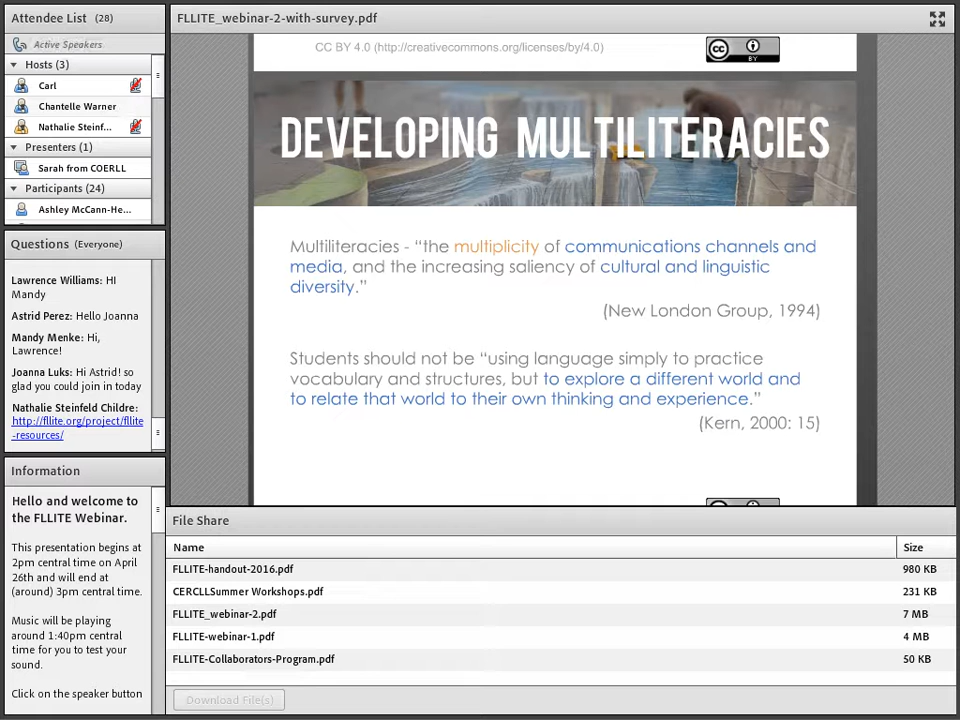 Attendee List (28)
Active Speakers
Hosts (3)
Carl
Chantelle Warner
Nathalie Steinf...
Presenters (1)
Sarah from COERLL
Participants (24)
Ashley McCann-He...
Questions (Everyone)
Lawrence Williams: HI
Mandy
Astrid Perez: Hello Joanna
Mandy Menke: Hi,
Lawrence!
Joanna Luks: Hi Astrid! so
glad you could join in today
Nathalie Steinfeld Childre:
http://fllite.org/project/fllite
-resources/
Information
Hello and welcome to
the FLLITE Webinar.
This presentation begins at
2pm central time on April
26th and will end at
(around) 3pm central time.
Music will be playing
around 1:40pm central
time for you to test your
sound.
Click on the speaker button
FLLITE_webinar-2-with-survey.pdf
CC BY 4.0 (http://creativecommons.org/licenses/by/4.0)
cc
BY
DEVELOPING MULTILITERACIES
Multiliteracies - “the multiplicity of communications channels and
media, and the increasing saliency of cultural and linguistic
diversity.”
(New London Group, 1994)
Students should not be “using language simply to practice
vocabulary and structures, but to explore a different world and
to relate that world to their own thinking and experience.”
(Kern, 2000: 15)
File Share
Name Size
FLLITE-handout-2016.pdf 980 KB
CERCLLSummer Workshops.pdf 231 KB
FLLITE_webinar-2.pdf 7 MB
FLLITE-webinar-1.pdf 4 MB
FLLITE-Collaborators-Program.pdf 50 KB
Download File(s)